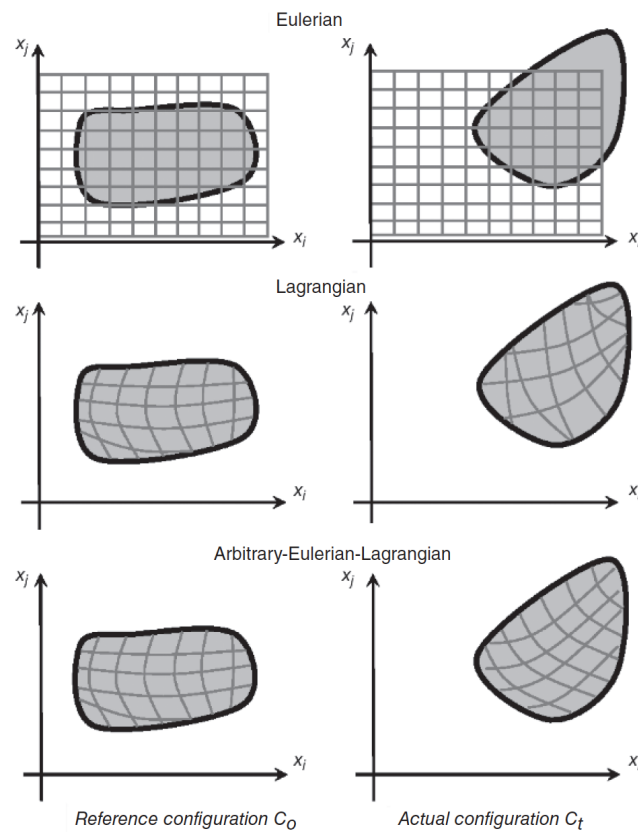 Eulerian
xj xj
xi x
Lagrangian
xj xj
xi x
Arbitrary-Eulerian-Lagrangian
xj xj
xi x
Reference configuration Co Actual configuration Ct